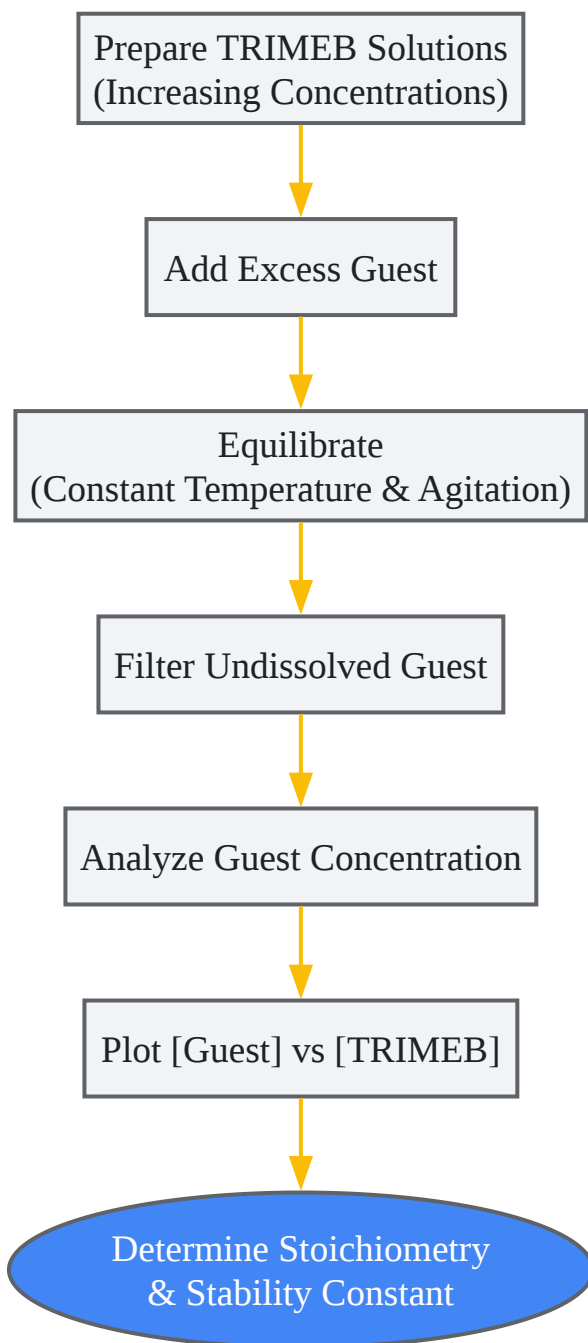 Prepare TRIMEB Solutions
(Increasing Concentrations)
Add Excess Guest
Equilibrate
(Constant Temperature & Agitation)
Filter Undissolved Guest
Analyze Guest Concentration
Plot [Guest] vs [TRIMEB]
Determine Stoichiometry
& Stability Constant